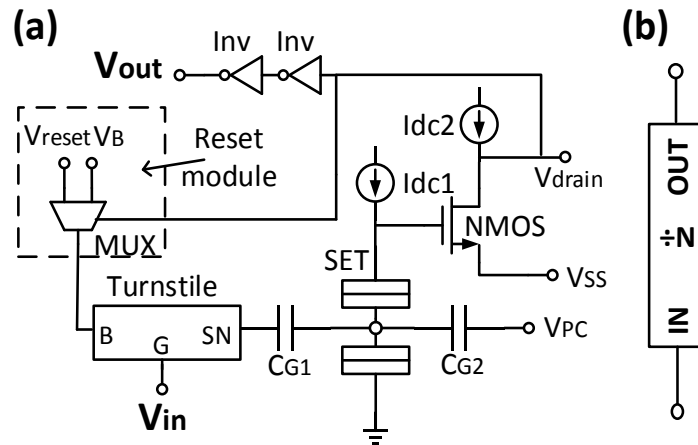 (a)
(b)
Inv Inv
Vout
Idc2
Vreset VB
Reset
module
Idc1
Vdrain
NMOS
MUX
SET
VSS
Turnstile
B
G
SN
CG1
CG2
VPC
Vin
OUT
÷N
IN